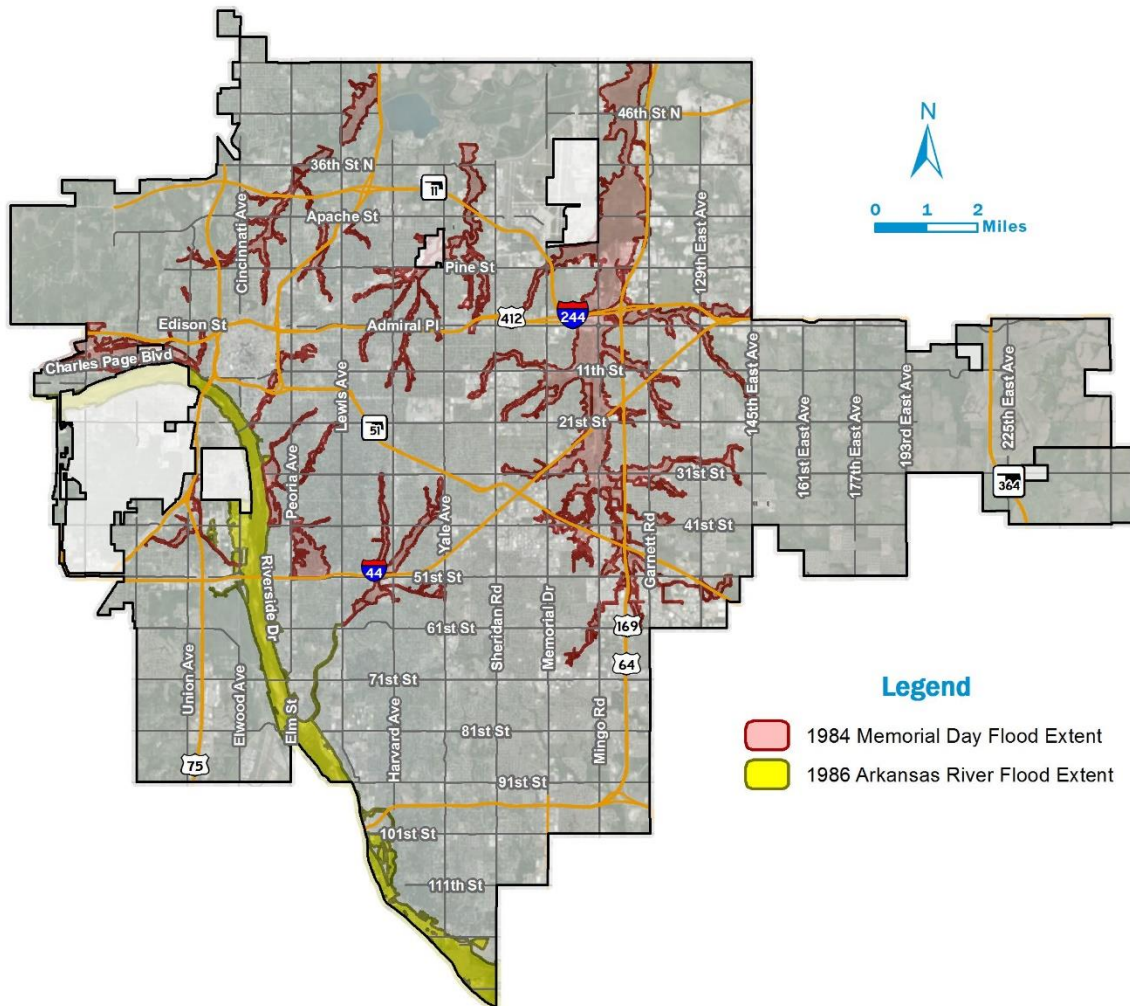 46th St N
N
36th St N
11
Apache St
0 1 2
Miles
Cincinnati Ave
129th East Ave
Pine St
Edison St
Admiral Pl
412
244
Charles Page Blvd
11th St
Lewis Ave
145th East Ave
193rd East Ave
225th East Ave
51
21st St
161st East Ave
177th East Ave
Peoria Ave
31st St
364
Yale Ave
41st St
Garnett Rd
Riverside Dr
44
51st St
Sheridan Rd
Memorial Dr
61st St
169
64
Union Ave
Elwood Ave
Elm St
71st St
Harvard Ave
81st St
Mingo Rd
75
91st St
101st St
111th St
Legend
1984 Memorial Day Flood Extent
1986 Arkansas River Flood Extent